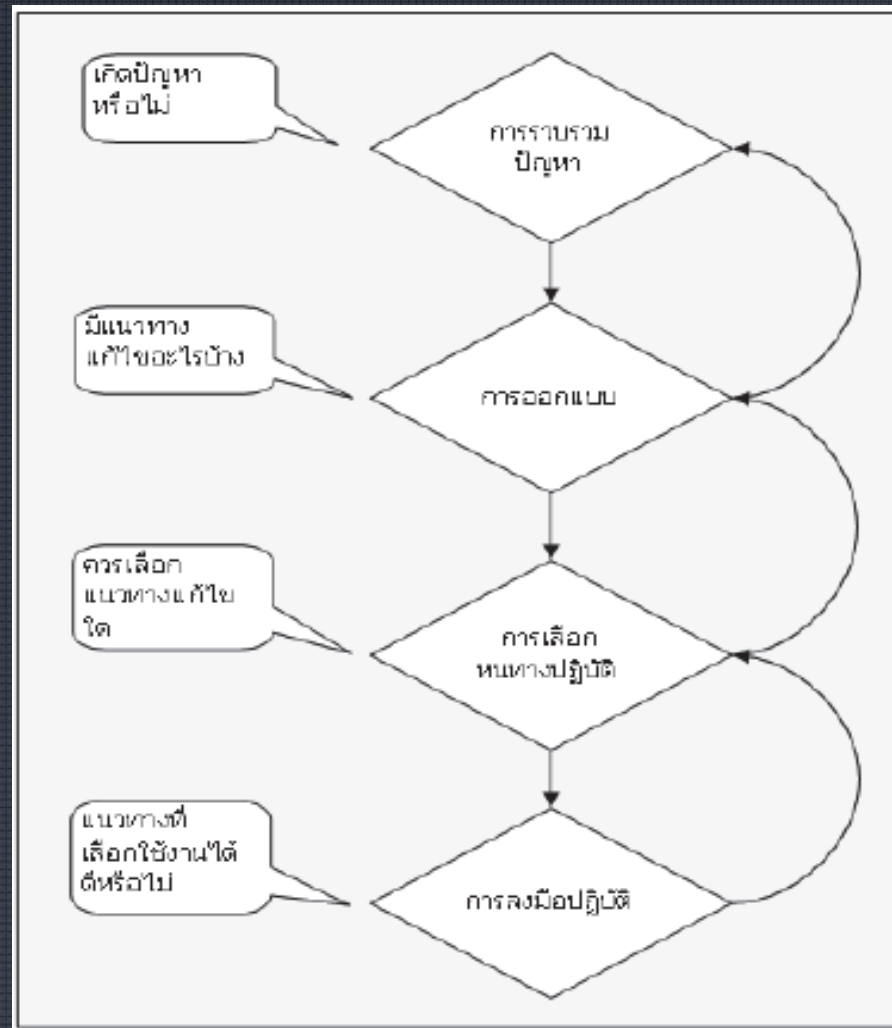 เกิดปัญหา
หรือไม่
การรวบรวม
ปัญหา
มีแนวทาง
แก้ไขอะไรบ้าง
การออกแบบ
ควรเลือก
แนวทางแก้ไข
ใด
การเลือก
หนทางปฏิบัติ
แนวทางที่
เลือกใช้งานได้
ดีหรือไม่
การลงมือปฏิบัติ